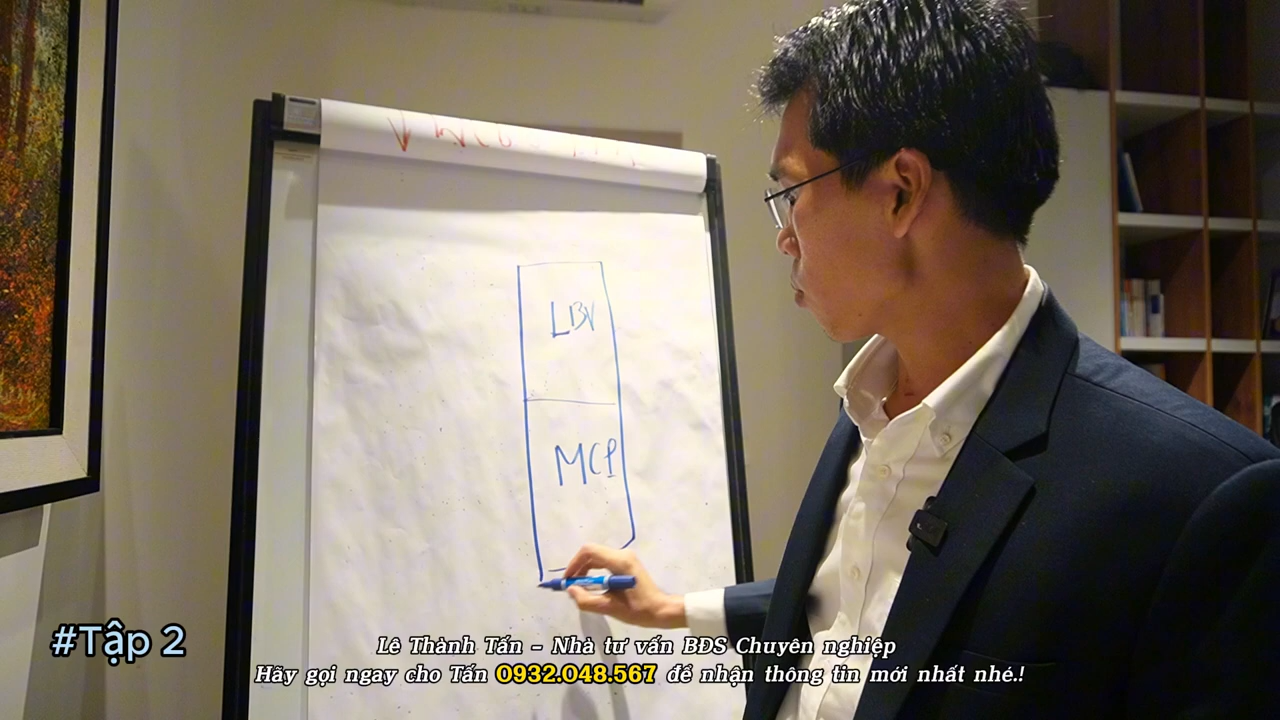 LBV
MCP
#Tập 2
Lê Thành Tấn – Nhà tư vấn BĐS Chuyên nghiệp
Hãy gọi ngay cho Tấn 0932.048.567 để nhận thông tin mới nhất nhé.!